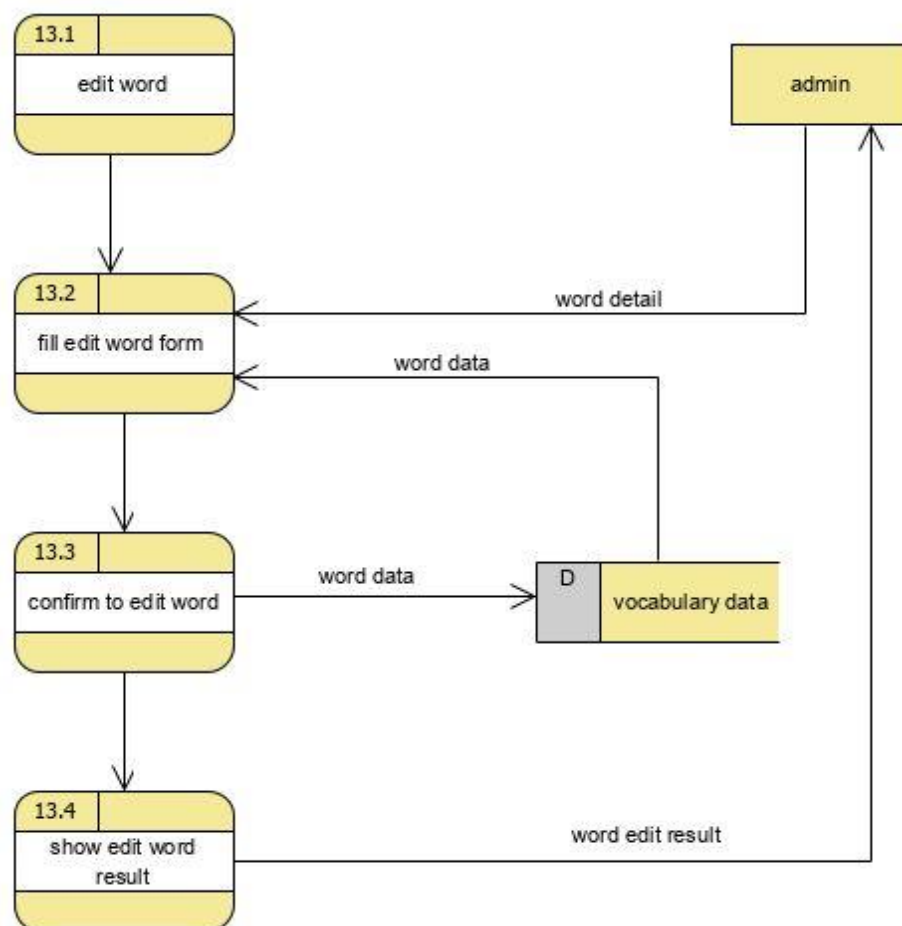 13.1
edit word
admin
13.2
word detail
fill edit word form
word data
13.3
confirm to edit word
word data
D
vocabulary data
13.4
show edit word
result
word edit result